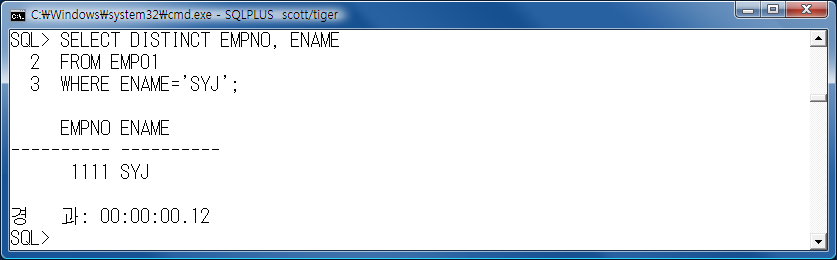 C:₩Windows₩system32₩cmd.exe - SQLPLUS  scott/tiger
SQL> SELECT DISTINCT EMPNO, ENAME
  2  FROM EMP01
  3  WHERE ENAME='SYJ';
     EMPNO ENAME
---------- ----------
      1111 SYJ
경   과: 00:00:00.12
SQL>